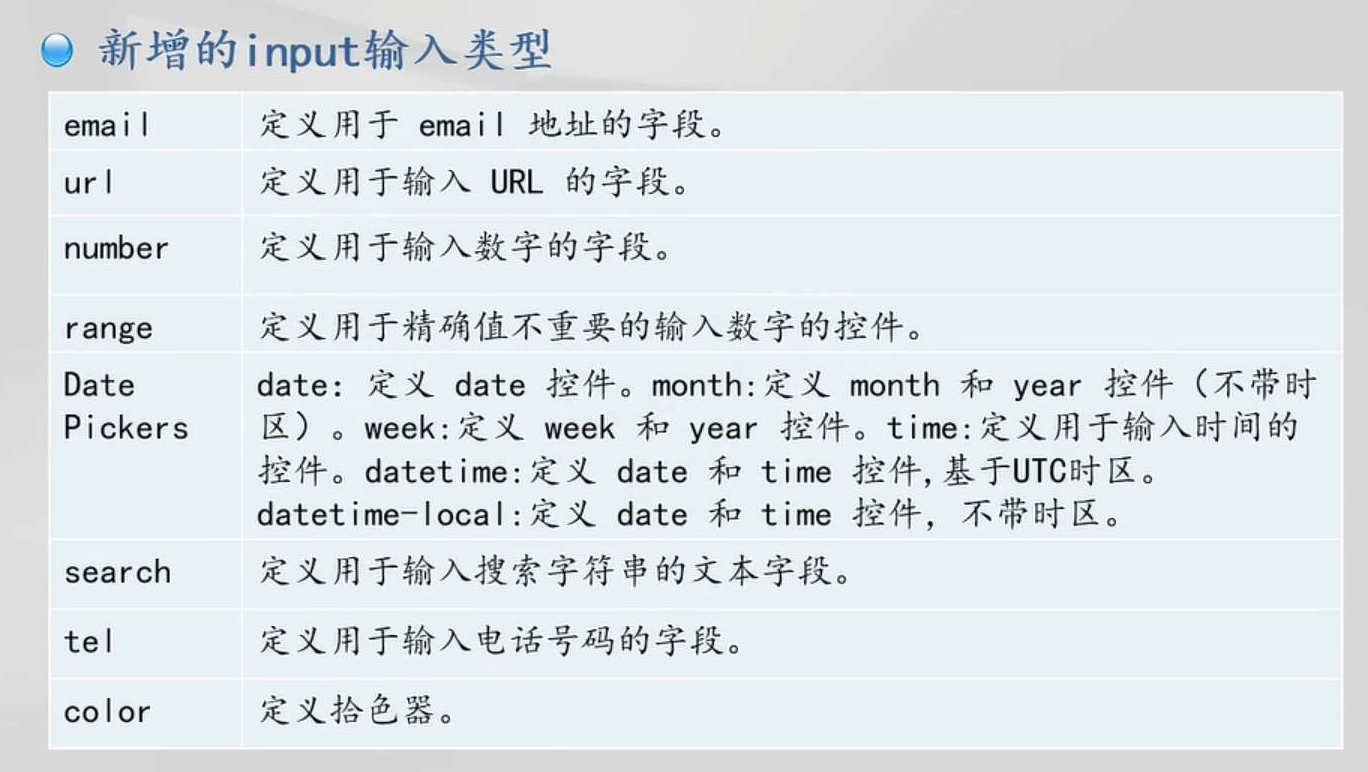 新增的input输入类型
email 定义用于 email 地址的字段。
url 定义用于输入 URL 的字段。
number 定义用于输入数字的字段。
range 定义用于精确值不重要的输入数字的控件。
Date
Pickers
date: 定义 date 控件。month:定义 month 和 year 控件（不带时
区）。week:定义 week 和 year 控件。time:定义用于输入时间的
控件。datetime:定义 date 和 time 控件,基于UTC时区。
datetime-local:定义 date 和 time 控件, 不带时区。
search 定义用于输入搜索字符串的文本字段。
tel 定义用于输入电话号码的字段。
color 定义拾色器。